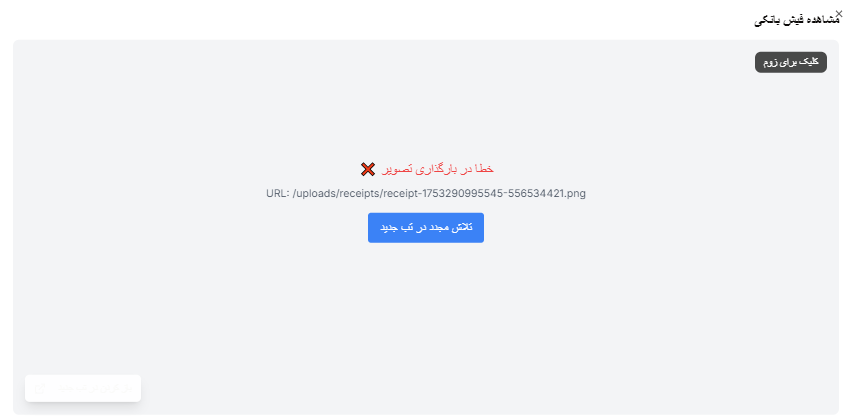 مشاهده فیش بانکی
×
کلیک برای زوم
❌ خطا در بارگذاری تصویر
URL: /uploads/receipts/receipt-1753290995545-556534421.png
تلاش مجدد در تب جدید